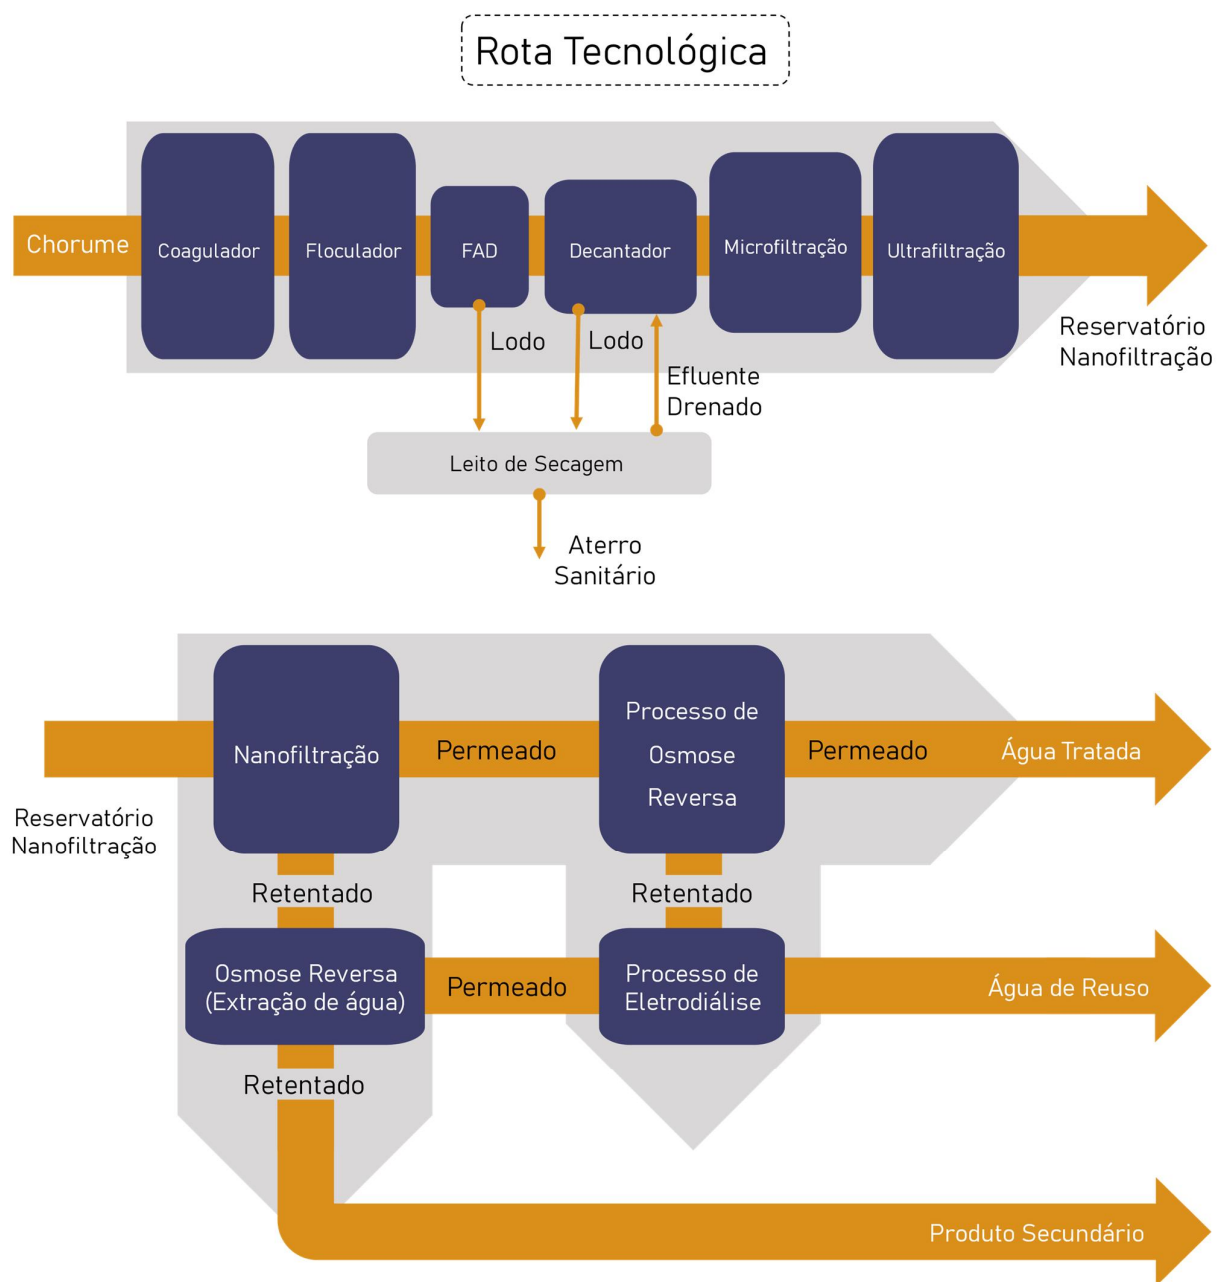 Rota Tecnológica
Chorume
Coagulador
Floculador
FAD
Decantador
Microfiltração
Ultrafiltração
Reservatório
Nanofiltração
Lodo
Lodo
Efluente
Drenado
Leito de Secagem
Aterro
Sanitário
Reservatório
Nanofiltração
Nanofiltração
Permeado
Processo de
Osmose
Reversa
Permeado
Água Tratada
Retentado
Retentado
Osmose Reversa
(Extração de água)
Permeado
Processo de
Eletrodiálise
Água de Reuso
Retentado
Produto Secundário